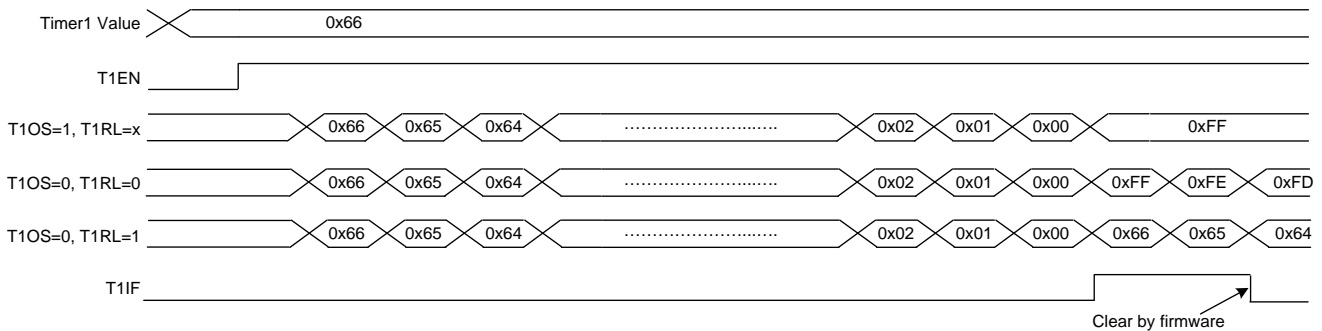 Timer1 Value 0x66
T1EN
T1OS=1, T1RL=x 0x66 0x65 0x64 ............................ 0x02 0x01 0x00 0xFF
T1OS=0, T1RL=0 0x66 0x65 0x64 ............................ 0x02 0x01 0x00 0xFF 0xFE 0xFD
T1OS=0, T1RL=1 0x66 0x65 0x64 ............................ 0x02 0x01 0x00 0x66 0x65 0x64
T1IF
Clear by firmware